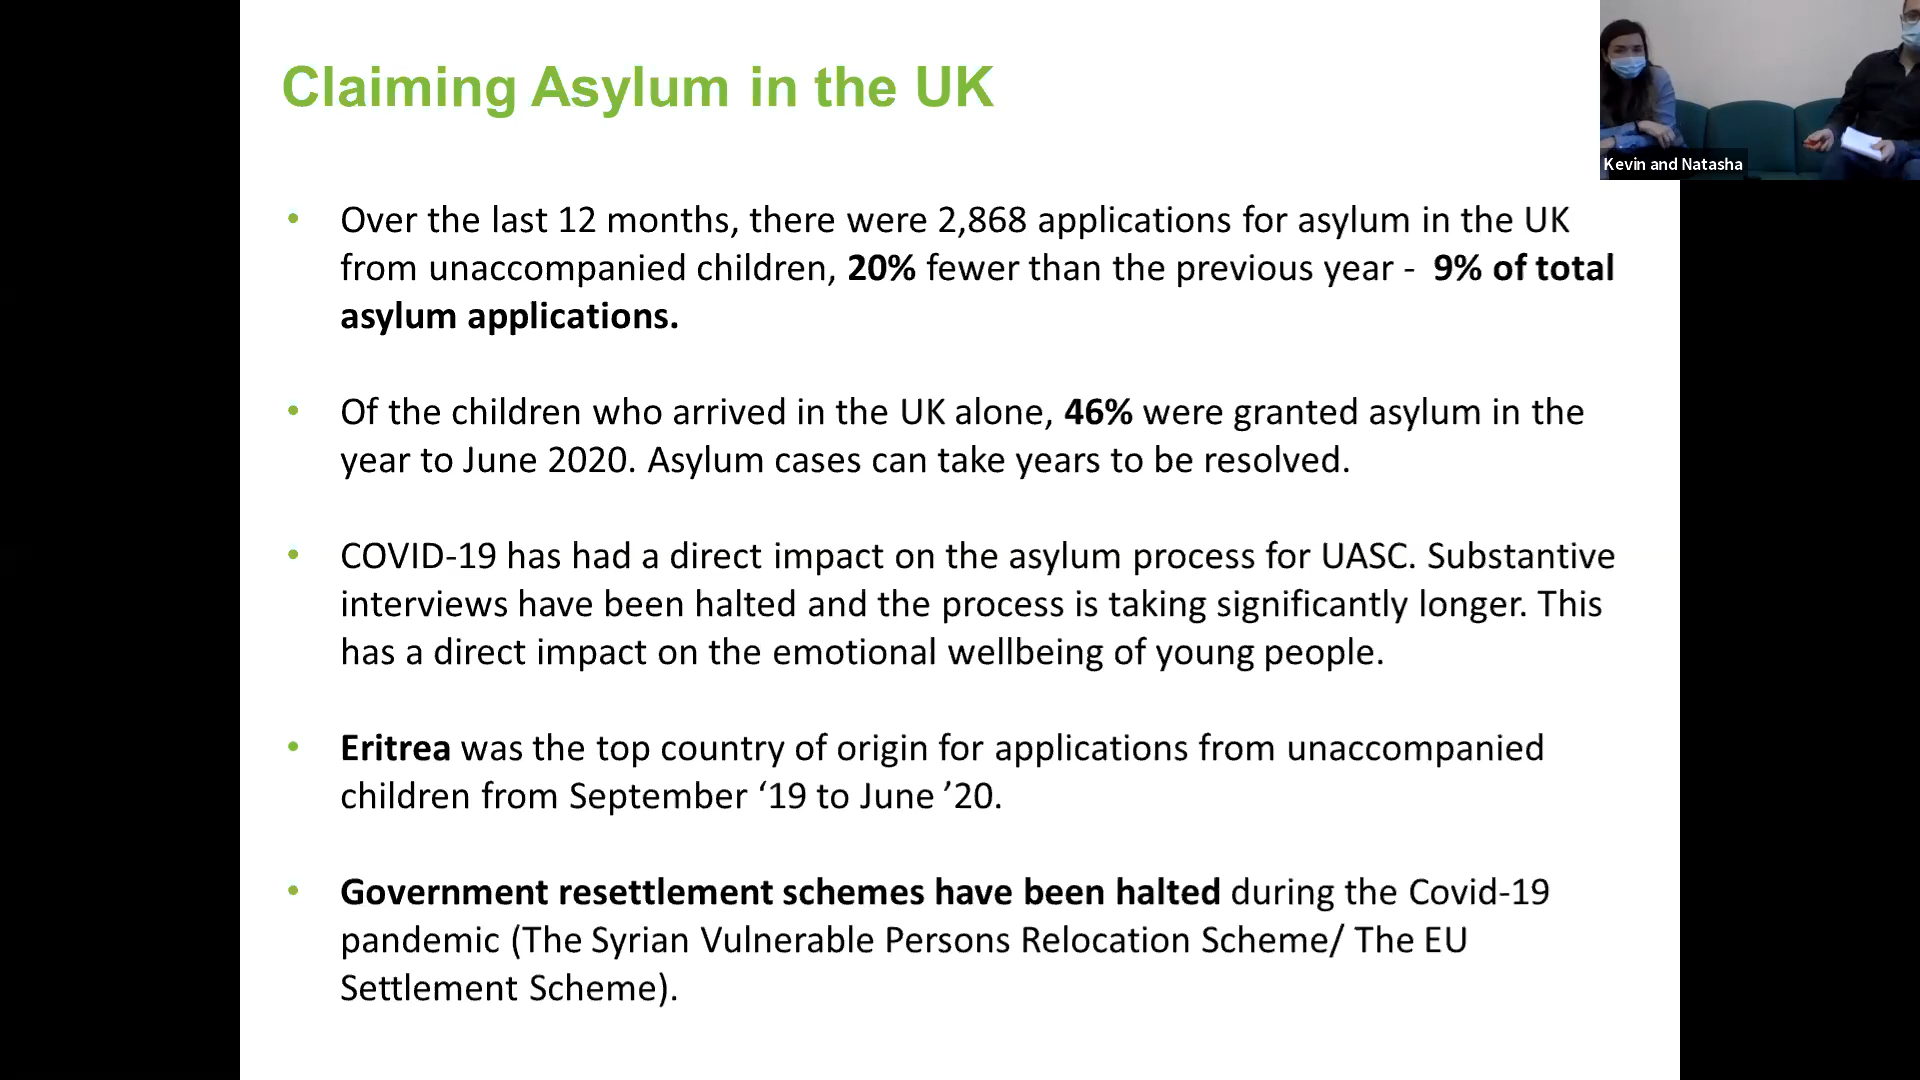 Claiming Asylum in the UK
Kevin and Natasha
• Over the last 12 months, there were 2,868 applications for asylum in the UK
from unaccompanied children, 20% fewer than the previous year - 9% of total
asylum applications.
• Of the children who arrived in the UK alone, 46% were granted asylum in the
year to June 2020. Asylum cases can take years to be resolved.
• COVID-19 has had a direct impact on the asylum process for UASC. Substantive
interviews have been halted and the process is taking significantly longer. This
has a direct impact on the emotional wellbeing of young people.
• Eritrea was the top country of origin for applications from unaccompanied
children from September ‘19 to June ’20.
• Government resettlement schemes have been halted during the Covid-19
pandemic (The Syrian Vulnerable Persons Relocation Scheme/ The EU
Settlement Scheme).